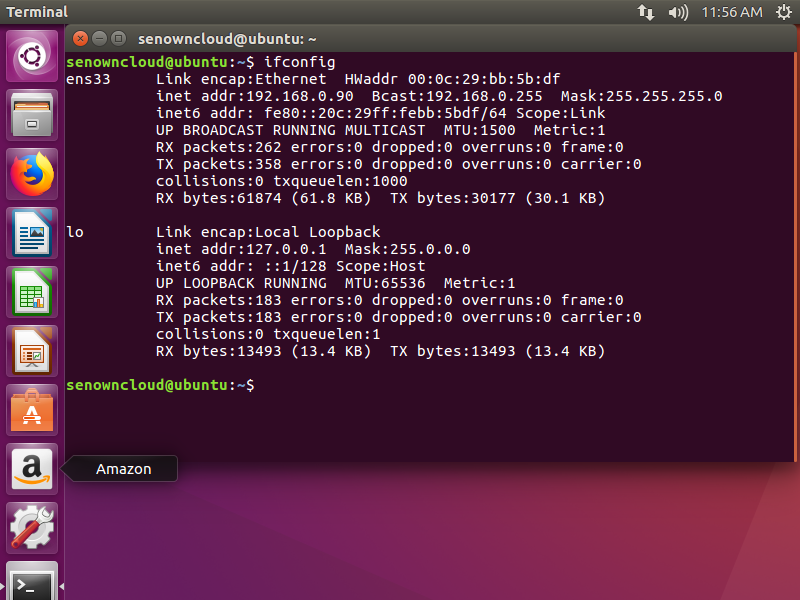 Terminal
11:56 AM
senowncloud@ubuntu: ~
senowncloud@ubuntu:~$ ifconfig
ens33     Link encap:Ethernet  HWaddr 00:0c:29:bb:5b:df
          inet addr:192.168.0.90  Bcast:192.168.0.255  Mask:255.255.255.0
          inet6 addr: fe80::20c:29ff:febb:5bdf/64 Scope:Link
          UP BROADCAST RUNNING MULTICAST  MTU:1500  Metric:1
          RX packets:262 errors:0 dropped:0 overruns:0 frame:0
          TX packets:358 errors:0 dropped:0 overruns:0 carrier:0
          collisions:0 txqueuelen:1000
          RX bytes:61874 (61.8 KB)  TX bytes:30177 (30.1 KB)
lo        Link encap:Local Loopback
          inet addr:127.0.0.1  Mask:255.0.0.0
          inet6 addr: ::1/128 Scope:Host
          UP LOOPBACK RUNNING  MTU:65536  Metric:1
          RX packets:183 errors:0 dropped:0 overruns:0 frame:0
          TX packets:183 errors:0 dropped:0 overruns:0 carrier:0
          collisions:0 txqueuelen:1
          RX bytes:13493 (13.4 KB)  TX bytes:13493 (13.4 KB)
senowncloud@ubuntu:~$
Amazon